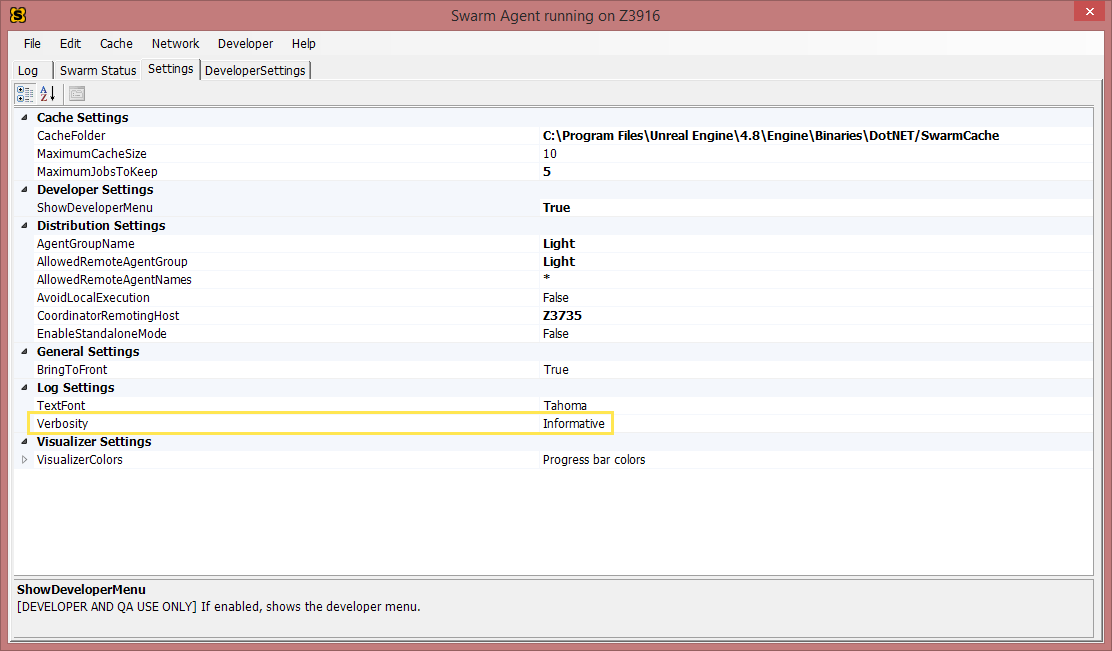 Swarm Agent running on Z3916
File Edit Cache Network Developer Help
Log Swarm Status Settings DeveloperSettings
Cache Settings
CacheFolder C:\Program Files\Unreal Engine\4.8\Engine\Binaries\DotNET/SwarmCache
MaximumCacheSize 10
MaximumJobsToKeep 5
Developer Settings
ShowDeveloperMenu True
Distribution Settings
AgentGroupName Light
AllowedRemoteAgentGroup Light
AllowedRemoteAgentNames *
AvoidLocalExecution False
CoordinatorRemotingHost Z3735
EnableStandaloneMode False
General Settings
BringToFront True
Log Settings
TextFont Tahoma
Verbosity Informative
Visualizer Settings
VisualizerColors Progress bar colors
ShowDeveloperMenu
[DEVELOPER AND QA USE ONLY] If enabled, shows the developer menu.